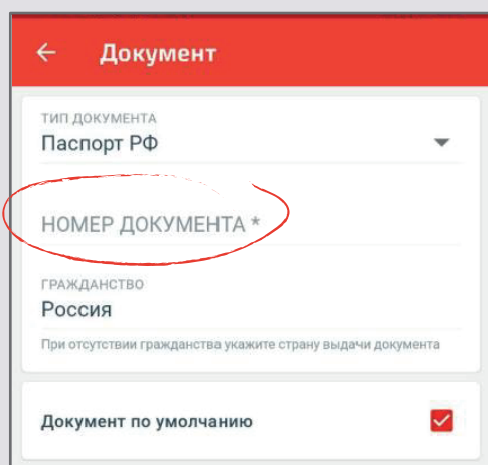 Документ
ТИП ДОКУМЕНТА
Паспорт РФ
НОМЕР ДОКУМЕНТА *
ГРАЖДАНСТВО
Россия
При отсутствии гражданства укажите страну выдачи документа
Документ по умолчанию